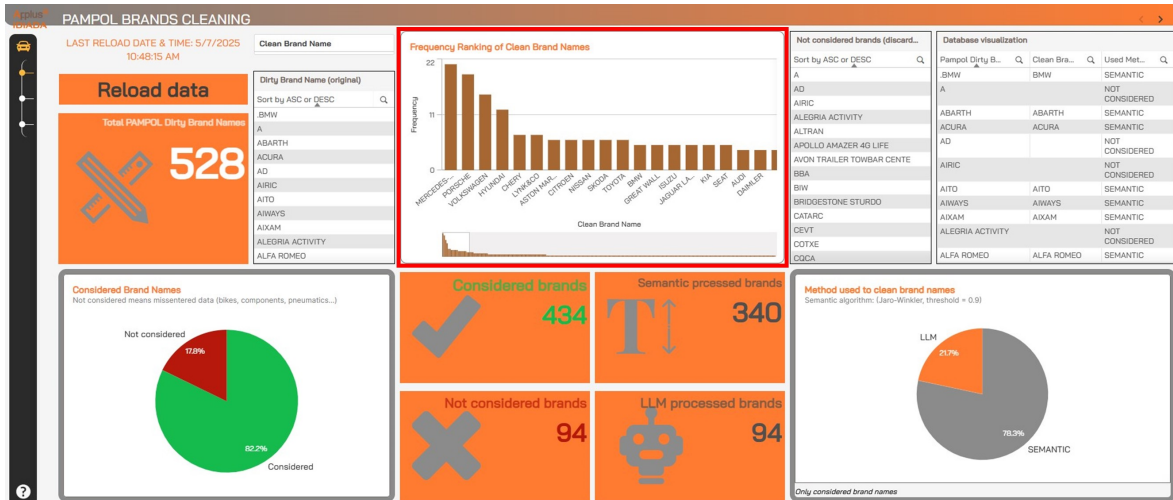 PAMPOL BRANDS CLEANING
LAST RELOAD DATE & TIME: 5/7/2025
10:48:15 AM
Reload data
Total PAMPOL Dirty Brand Names
528
Clean Brand Name
Dirty Brand Name (original)
Sort by ASC or DESC
.BMW
A
ABARTH
ACURA
AD
AIRIC
AITO
AIWAYS
AIXAM
ALEGRIA ACTIVITY
ALFA ROMEO
Frequency Ranking of Clean Brand Names
Frequency
22
11
0
MERCEDES-...
PORSCHE
VOLKSWAGEN
HYUNDAI
CHERY
LYNK&CO
ASTON MAR...
CITROEN
NISSAN
SKODA
TOYOTA
BMW
GREAT WALL
ISUZU
JAGUAR LA...
KIA
SEAT
AUDI
DAIMLER
Clean Brand Name
Not considered brands (discard...
Sort by ASC or DESC
A
AD
AIRIC
ALEGRIA ACTIVITY
ALTRAN
APOLLO AMAZER 4G LIFE
AVON TRAILER TOWBAR CENTE
BBA
BIW
BRIDGESTONE STURDO
CATARC
CEVT
COTXE
CQCA
Database visualization
Pampol Dirty B... Clean Bra... Used Met...
.BMW BMW SEMANTIC
A NOT
CONSIDERED
ABARTH ABARTH SEMANTIC
ACURA ACURA SEMANTIC
AD NOT
CONSIDERED
AIRIC NOT
CONSIDERED
AITO AITO SEMANTIC
AIWAYS AIWAYS SEMANTIC
AIXAM AIXAM SEMANTIC
ALEGRIA ACTIVITY NOT
CONSIDERED
ALFA ROMEO ALFA ROMEO SEMANTIC
Considered Brand Names
Not considered means missentered data (bikes, components, pneumatics...)
Not considered
17.8%
82.2%
Considered
Considered brands
434
Semantic prcessed brands
340
Not considered brands
94
LLM processed brands
94
Method used to clean brand names
Semantic algorithm: (Jaro-Winkler, threshold = 0.9)
LLM
21.7%
78.3%
SEMANTIC
Only considered brand names